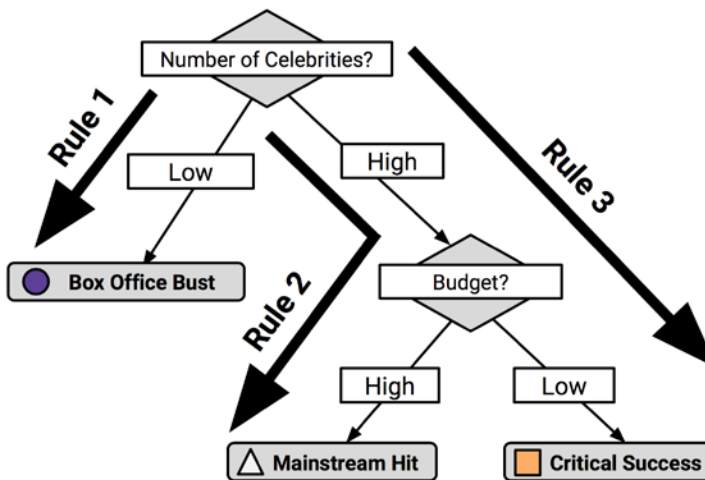 Number of Celebrities?
Rule 1
Low
High
Rule 3
Box Office Bust
Rule 2
Budget?
High
Low
Mainstream Hit
Critical Success